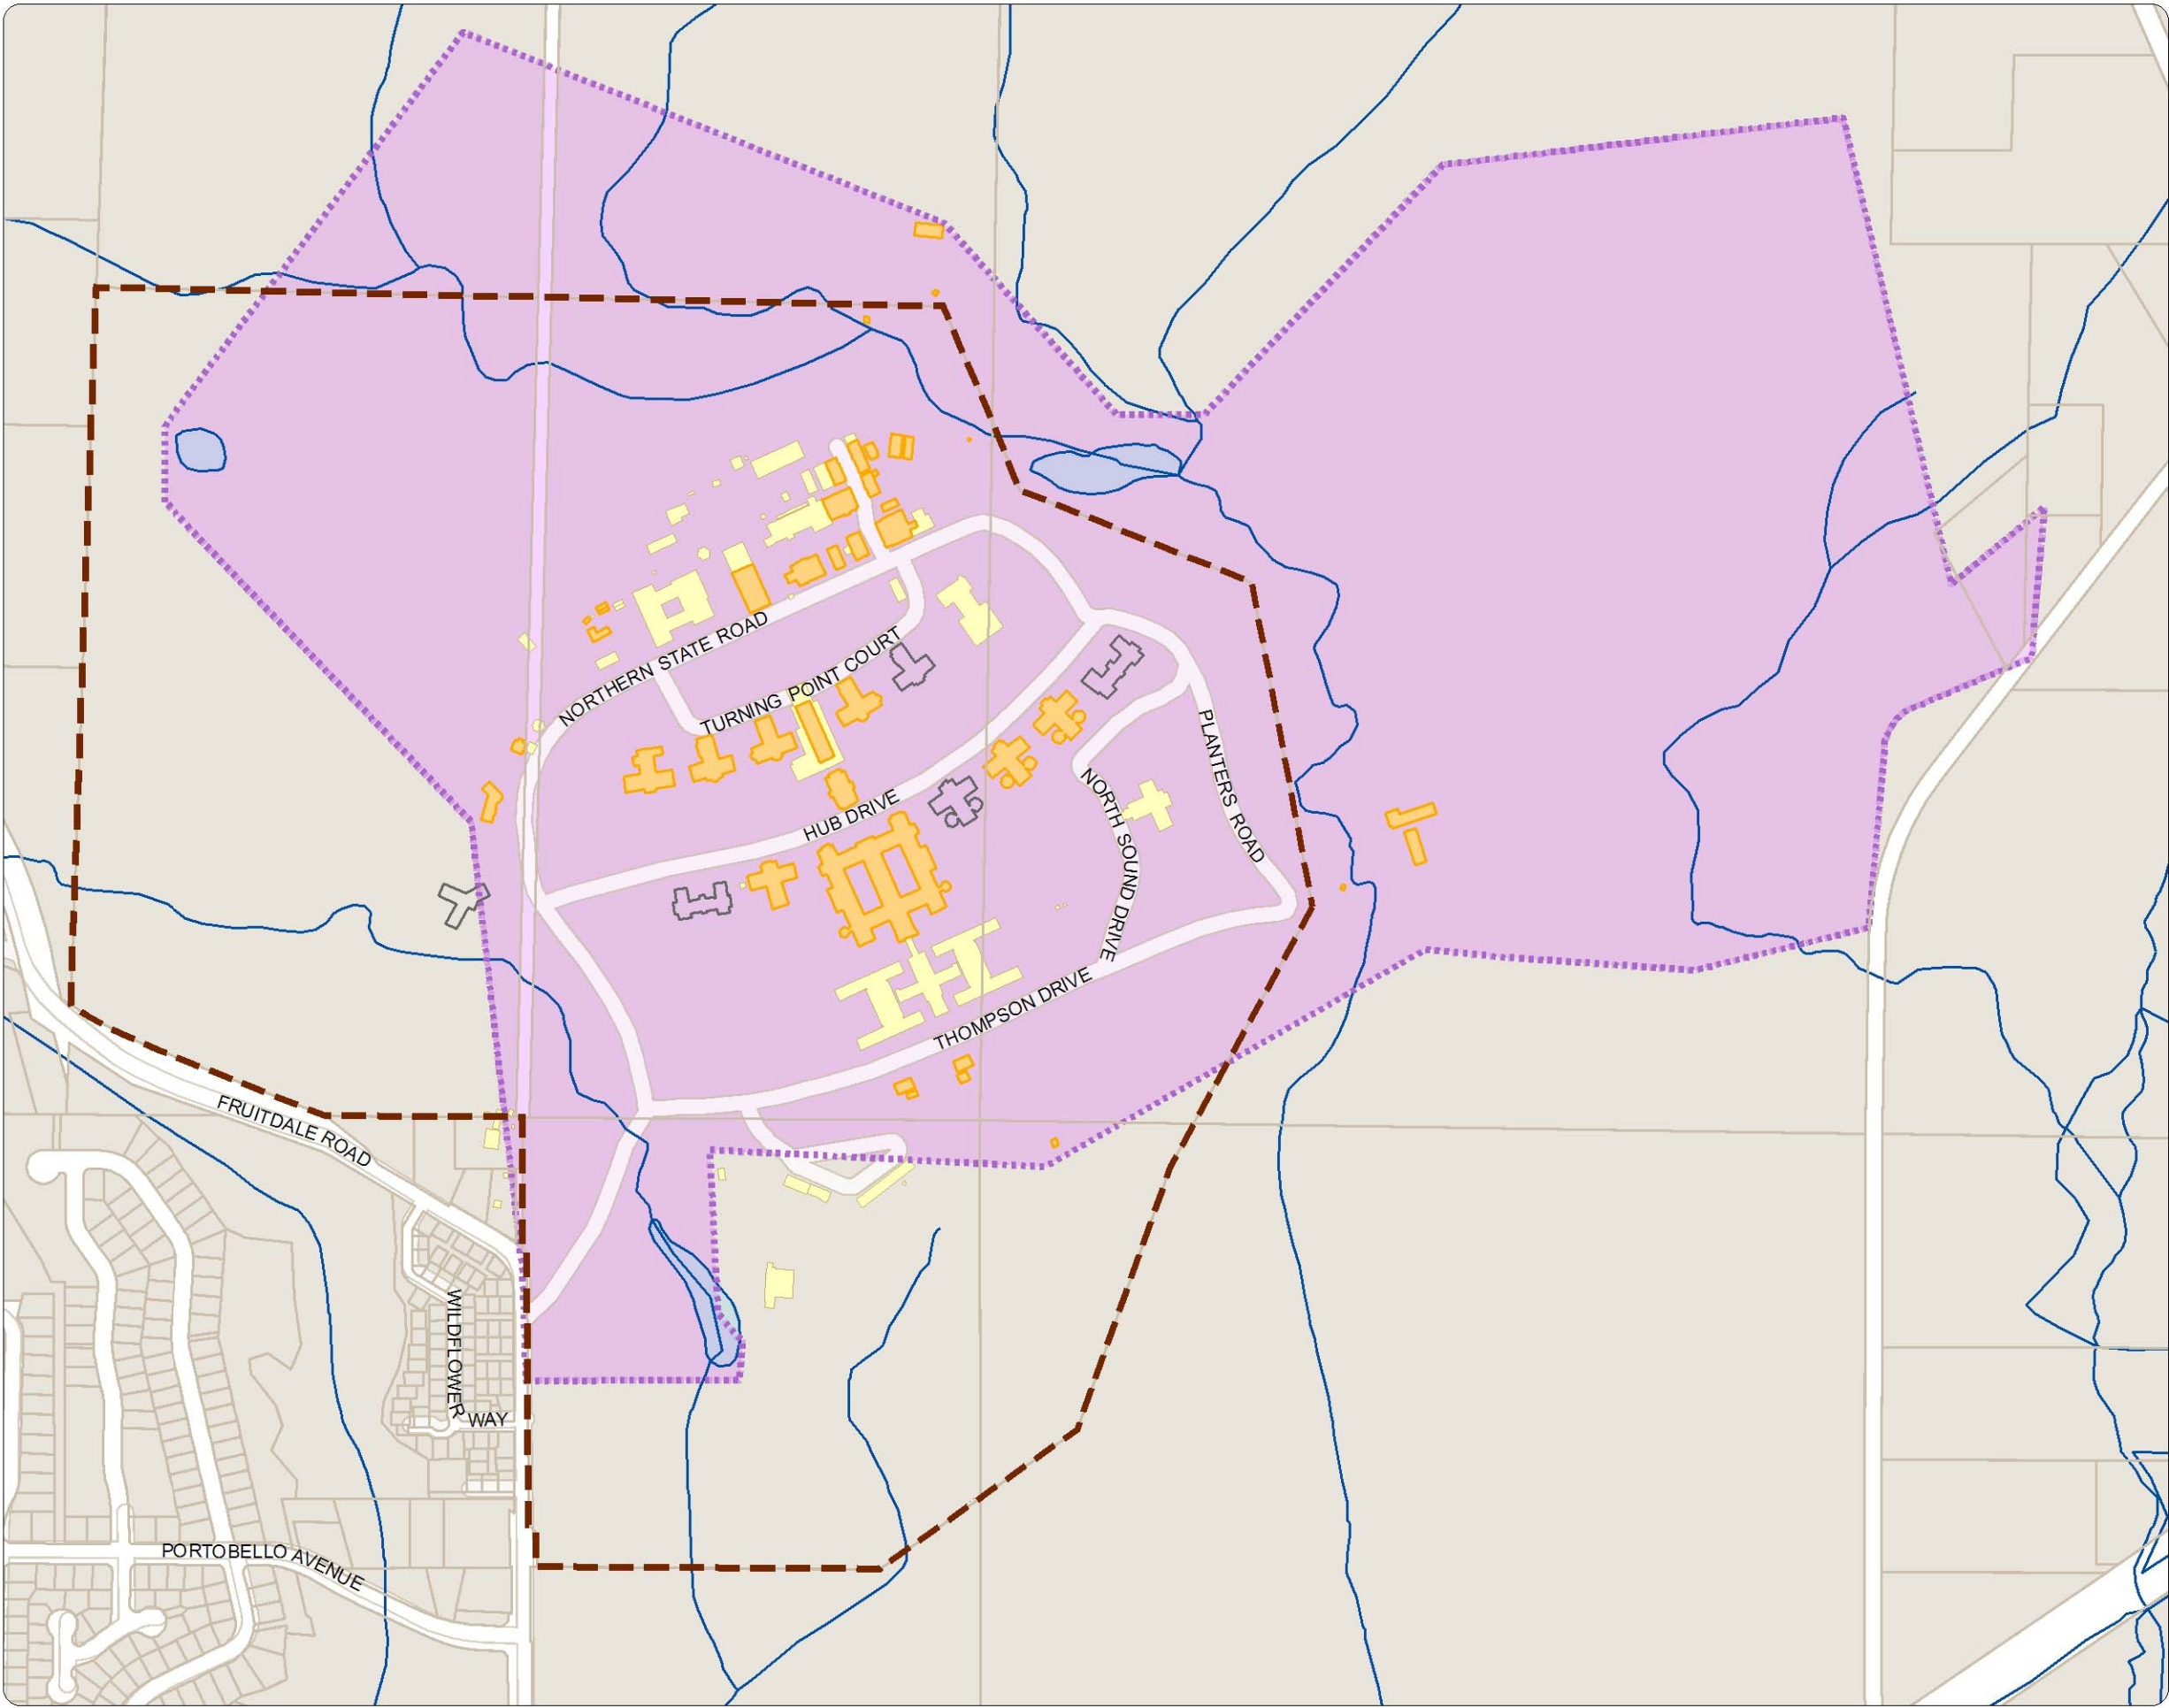 NORTHERN STATE ROAD
TURNING POINT COURT
HUB DRIVE
PLANTERS ROAD
NORTH SOUND DRIVE
THOMPSON DRIVE
FRUITDALE ROAD
WILDFLOWER
WAY
PORTOBELLO AVENUE